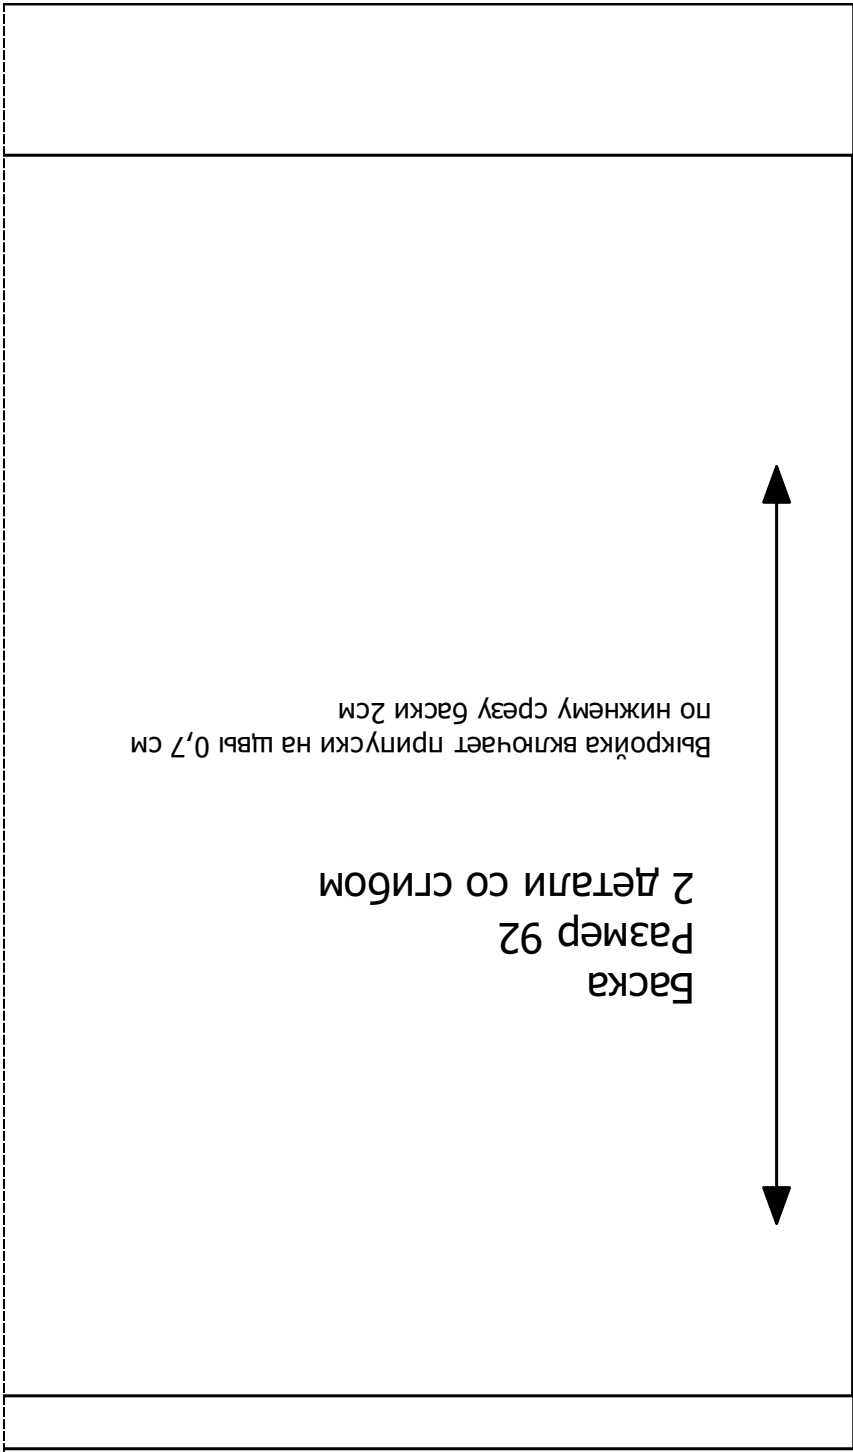 Баска
Размер 92
2 детали со сгибом
Выкройка включает припуски на щвы 0,7 см
по нижнему срезу баски 2см